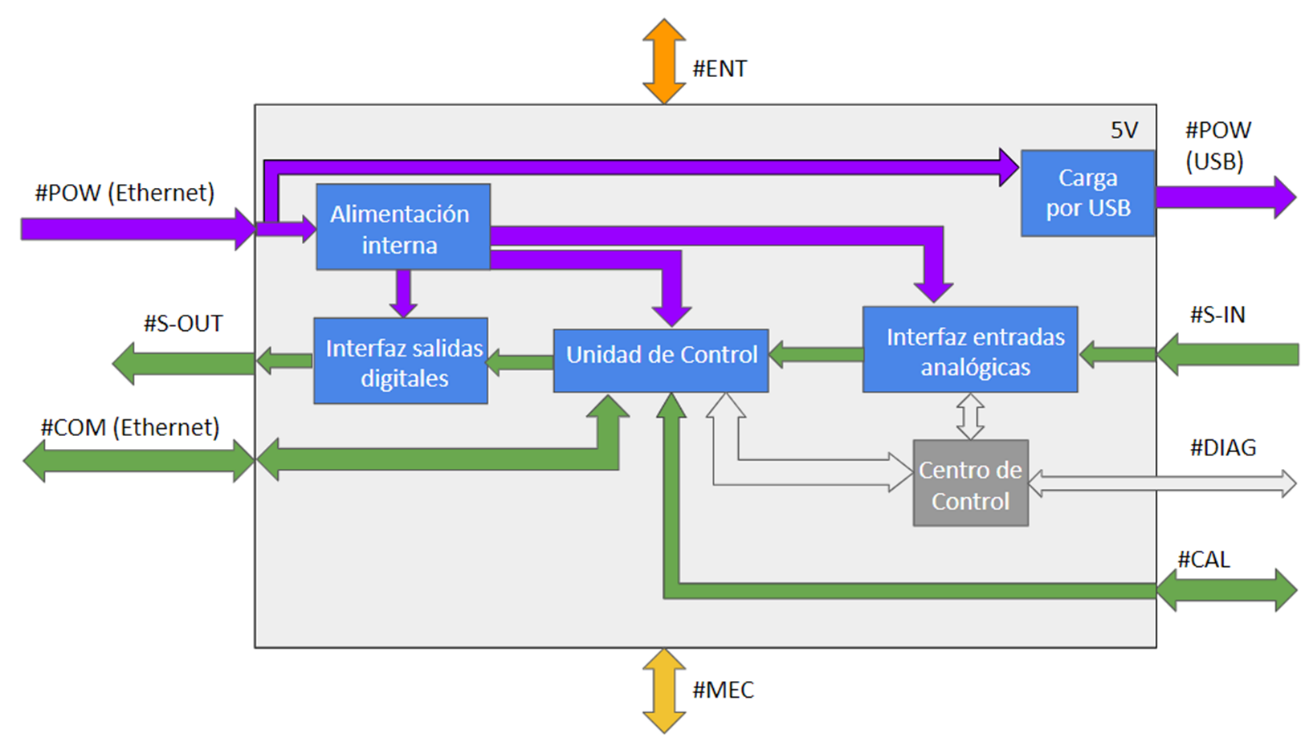 #ENT
5V
#POW
(USB)
#POW (Ethernet)
Alimentación
interna
Carga
por USB
#S-OUT
Interfaz salidas
digitales
Unidad de Control
Interfaz entradas
analógicas
#S-IN
#COM (Ethernet)
Centro de
Control
#DIAG
#CAL
#MEC